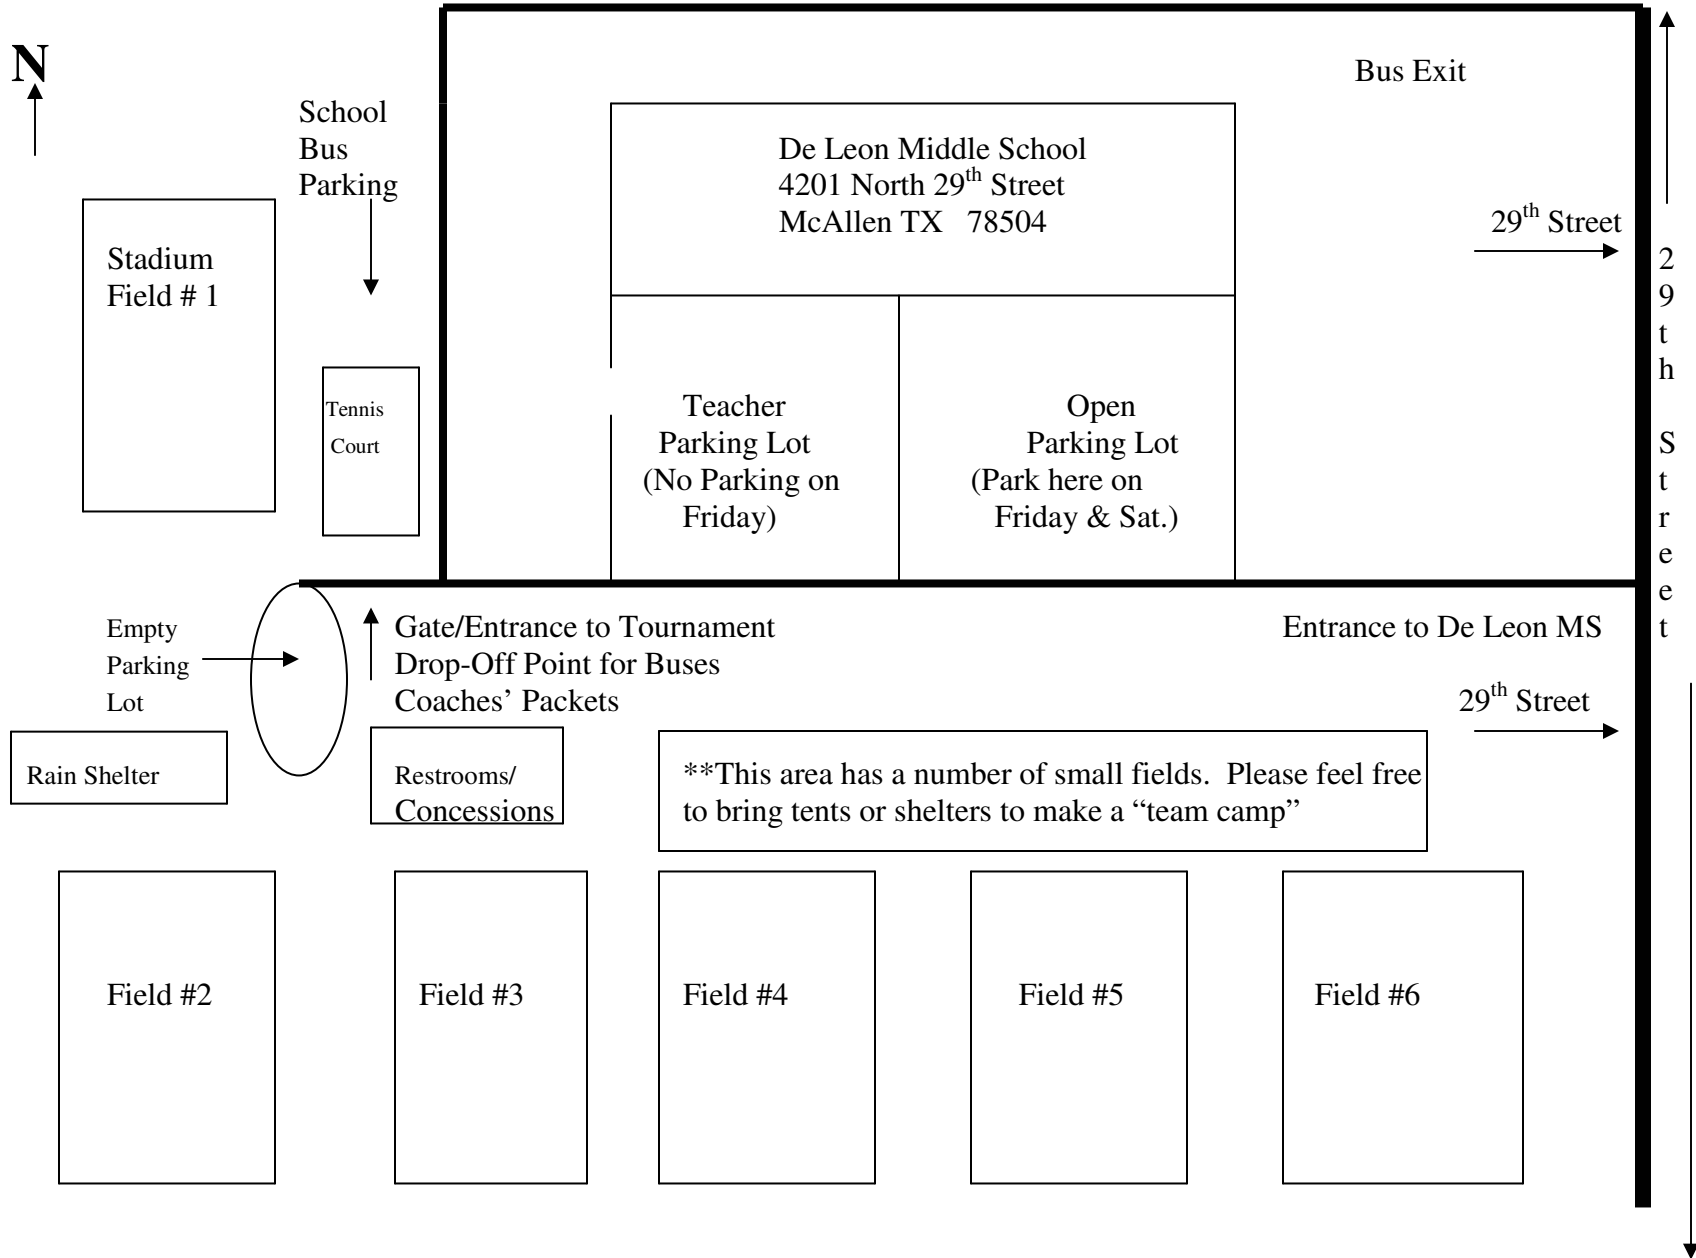 N
Bus Exit
School
Bus
Parking
De Leon Middle School
4201 North 29th Street
McAllen TX 78504
29th Street
29th Street
Stadium
Field # 1
Tennis
Court
Teacher
Parking Lot
(No Parking on
Friday)
Open
Parking Lot
(Park here on
Friday & Sat.)
Empty
Parking
Lot
Gate/Entrance to Tournament
Drop-Off Point for Buses
Coaches’ Packets
Entrance to De Leon MS
29th Street
Rain Shelter
Restrooms/
Concessions
**This area has a number of small fields. Please feel free
to bring tents or shelters to make a “team camp”
Field #2
Field #3
Field #4
Field #5
Field #6